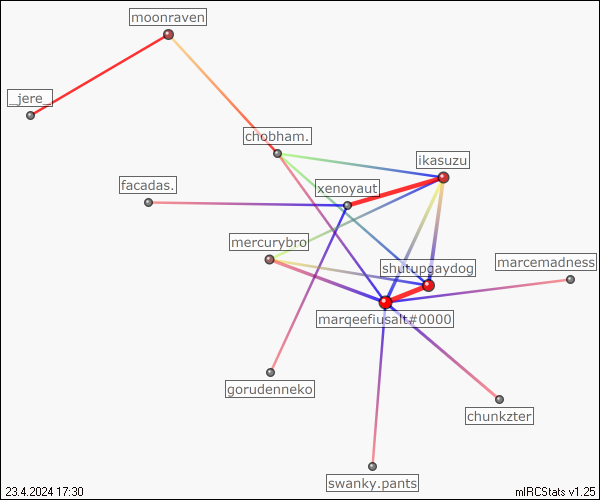 moonraven
_jere_
chobham.
ikasuzu
xenoyaut
facadas.
mercurybro
marcemadness
shutupgaydog
marqeefiusalt#0000
gorudenneko
chunkzter
swanky.pants
23.4.2024 17:30
mIRCStats v1.25